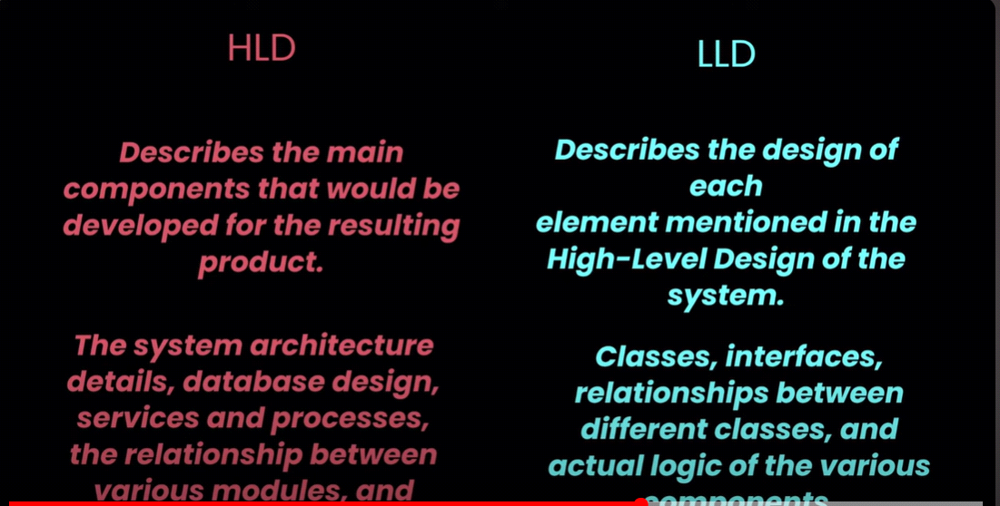 HLD
Describes the main
components that would be
developed for the resulting
product.
The system architecture
details, database design,
services and processes,
the relationship between
various modules, and
LLD
Describes the design of
each
element mentioned in the
High-Level Design of the
system.
Classes, interfaces,
relationships between
different classes, and
actual logic of the various
components